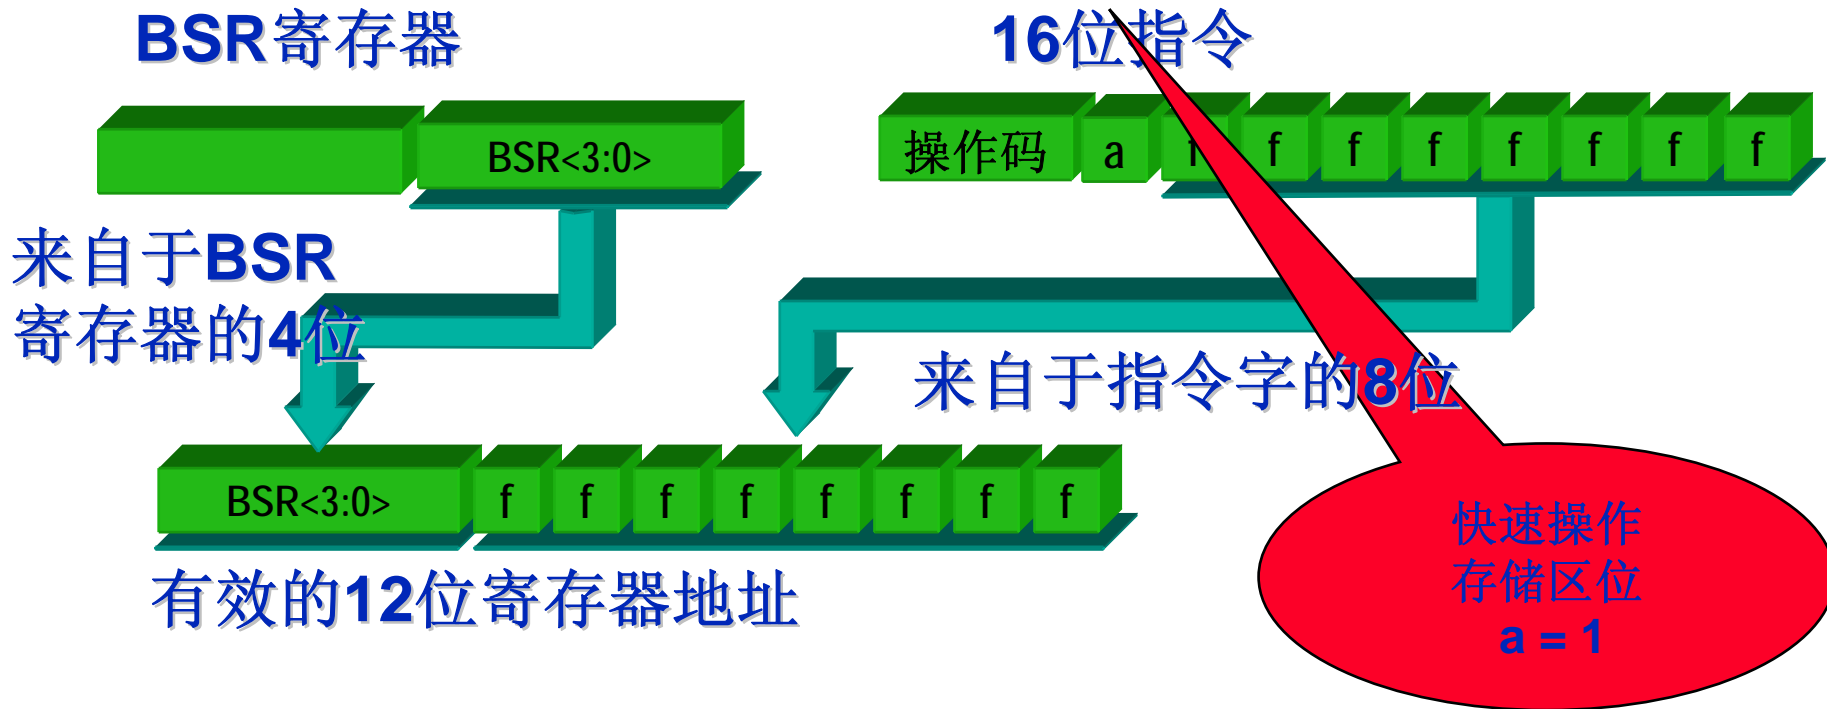 BSR寄存器
16位指令
BSR<3:0>
操作码 a f f f f f f f f
来自于BSR
寄存器的4位
来自于指令字的8位
BSR<3:0> f f f f f f f f
有效的12位寄存器地址
快速操作
存储区位
a = 1